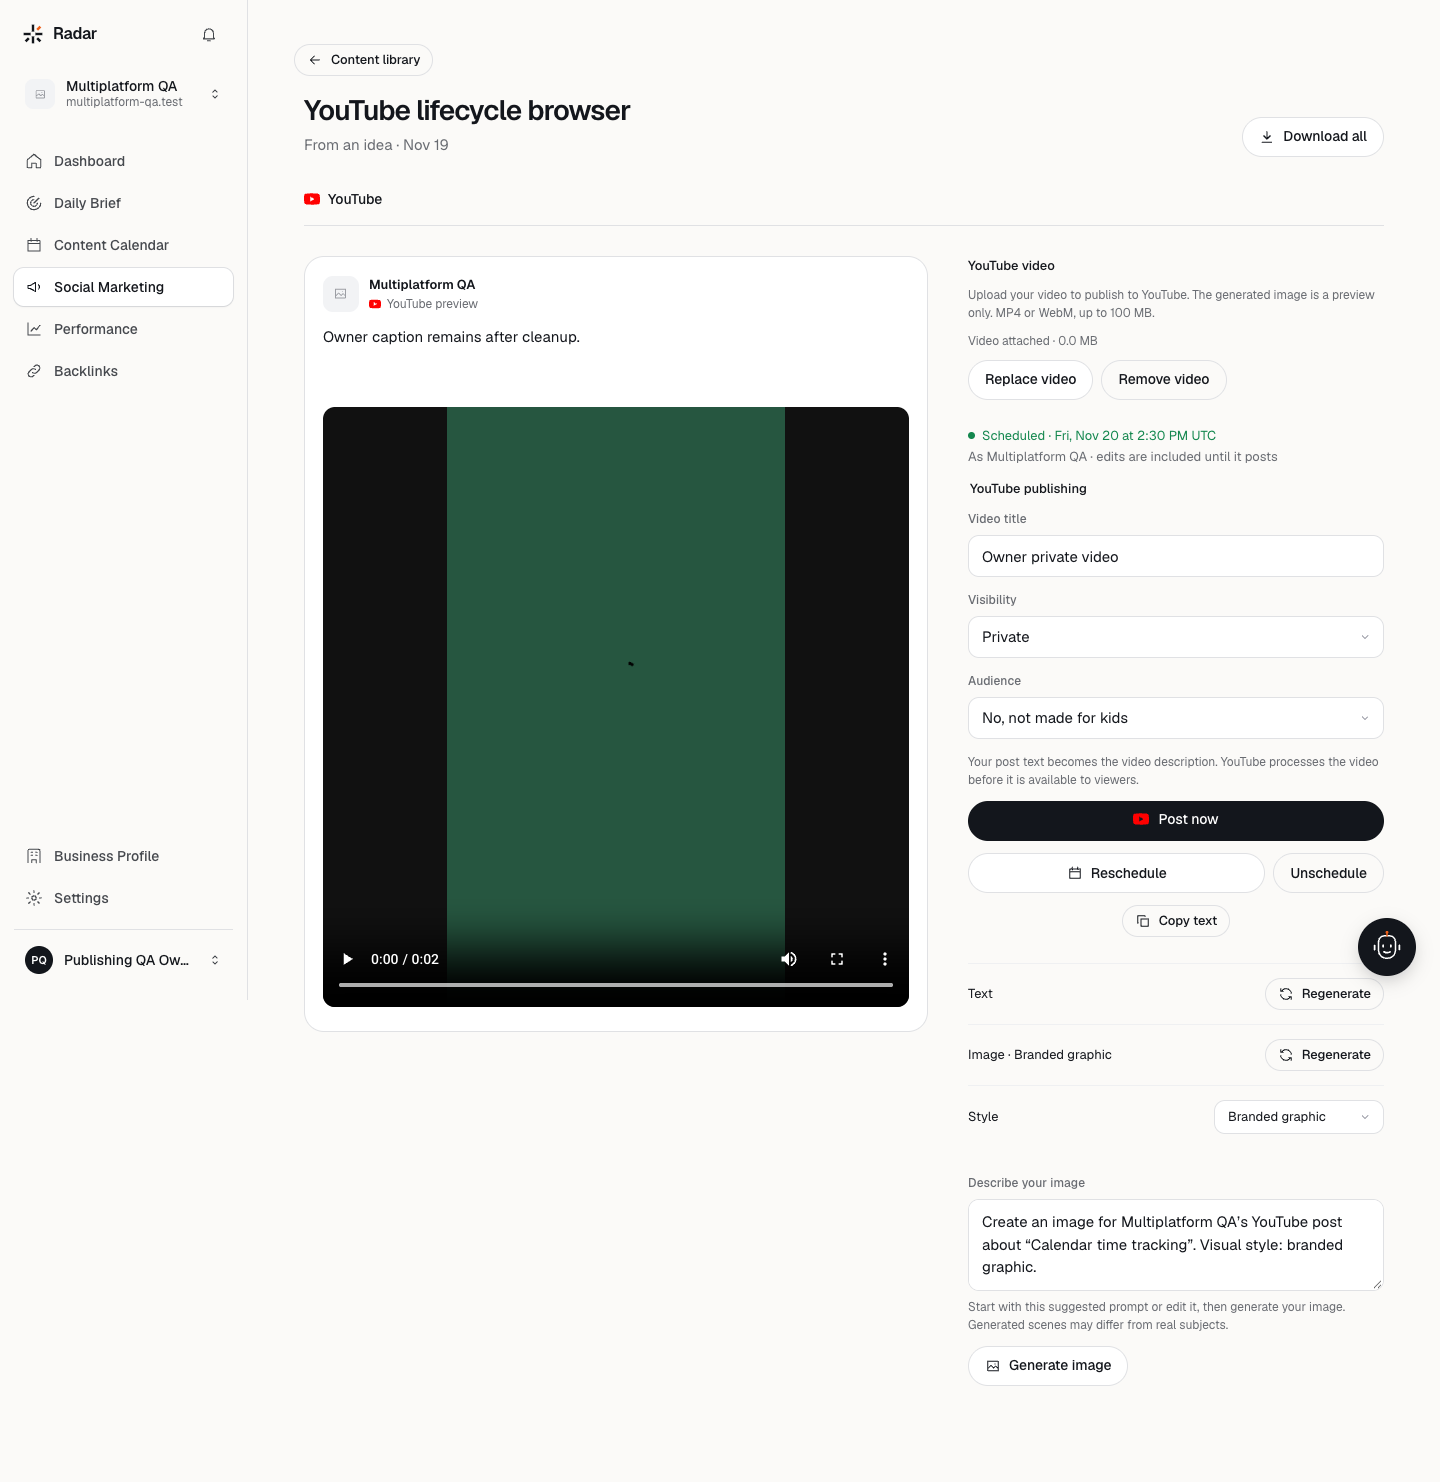 Radar
Multiplatform QA
multiplatform-qa.test
Dashboard
Daily Brief
Content Calendar
Social Marketing
Performance
Backlinks
Business Profile
Settings
PQ
Publishing QA Ow...
Content library
YouTube lifecycle browser
From an idea · Nov 19
Download all
YouTube
Multiplatform QA
YouTube preview
Owner caption remains after cleanup.
0:00 / 0:02
YouTube video
Upload your video to publish to YouTube. The generated image is a preview
only. MP4 or WebM, up to 100 MB.
Video attached · 0.0 MB
Replace video
Remove video
Scheduled · Fri, Nov 20 at 2:30 PM UTC
As Multiplatform QA · edits are included until it posts
YouTube publishing
Video title
Owner private video
Visibility
Private
Audience
No, not made for kids
Your post text becomes the video description. YouTube processes the video
before it is available to viewers.
Post now
Reschedule
Unschedule
Copy text
Text
Regenerate
Image · Branded graphic
Regenerate
Style
Branded graphic
Describe your image
Create an image for Multiplatform QA's YouTube post
about “Calendar time tracking”. Visual style: branded
graphic.
Start with this suggested prompt or edit it, then generate your image.
Generated scenes may differ from real subjects.
Generate image